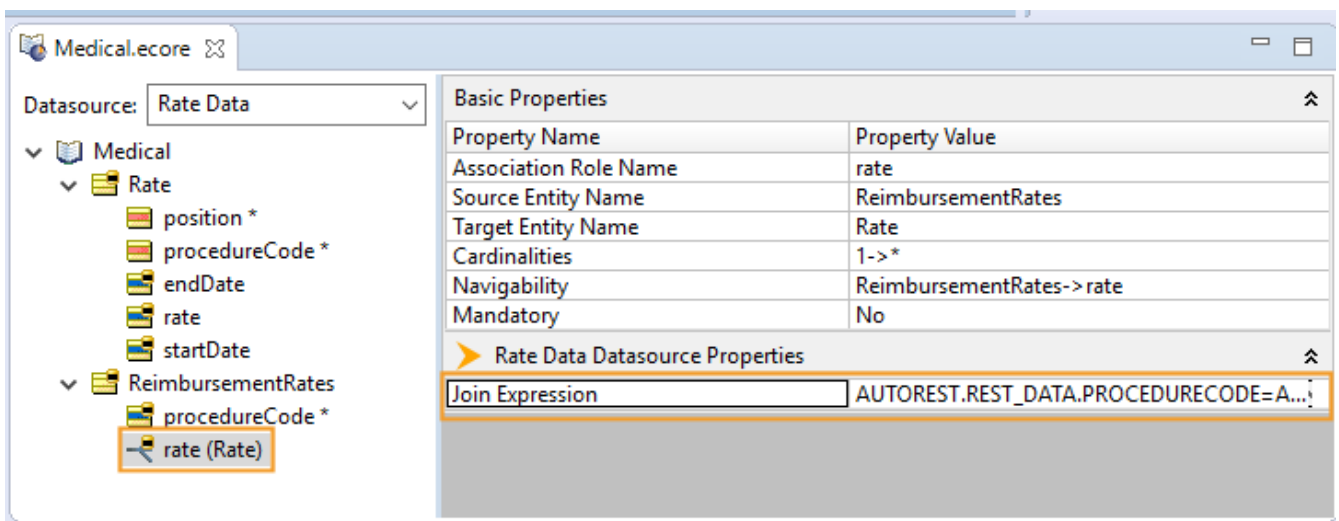 Medical.ecore
Datasource: Rate Data
Medical
Rate
position *
procedureCode *
endDate
rate
startDate
ReimbursementRates
procedureCode *
rate (Rate)
Basic Properties
Property Name Property Value
Association Role Name rate
Source Entity Name ReimbursementRates
Target Entity Name Rate
Cardinalities 1->*
Navigability ReimbursementRates->rate
Mandatory No
Rate Data Datasource Properties
Join Expression AUTOREST.REST_DATA.PROCEDURECODE=A...